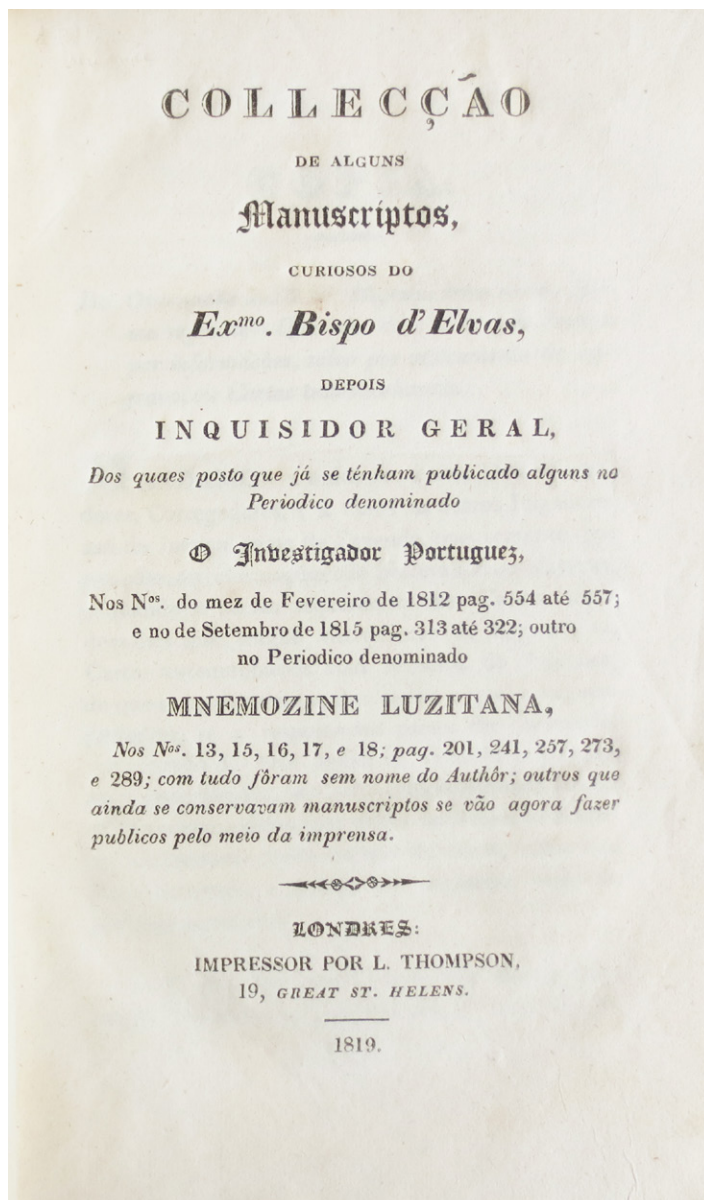 COLLECÇÃO
DE ALGUNS
Manuscriptos,
CURIOSOS DO
Exᵐᵒ. Bispo d'Elvas,
DEPOIS
INQUISIDOR GERAL,
Dos quaes posto que já se ténham publicado alguns no
Periodico denominado
O Investigador Portuguez,
Nos Nᵒˢ. do mez de Fevereiro de 1812 pag. 554 até 557;
e no de Setembro de 1815 pag. 313 até 322; outro
no Periodico denominado
MNEMOZINE LUZITANA,
Nos Nᵒˢ. 13, 15, 16, 17, e 18; pag. 201, 241, 257, 273,
e 289; com tudo fôram sem nome do Authôr; outros que
ainda se conservavam manuscriptos se vão agora fazer
publicos pelo meio da imprensa.
LONDRES:
IMPRESSOR POR L. THOMPSON,
19, GREAT ST. HELENS.
1819.